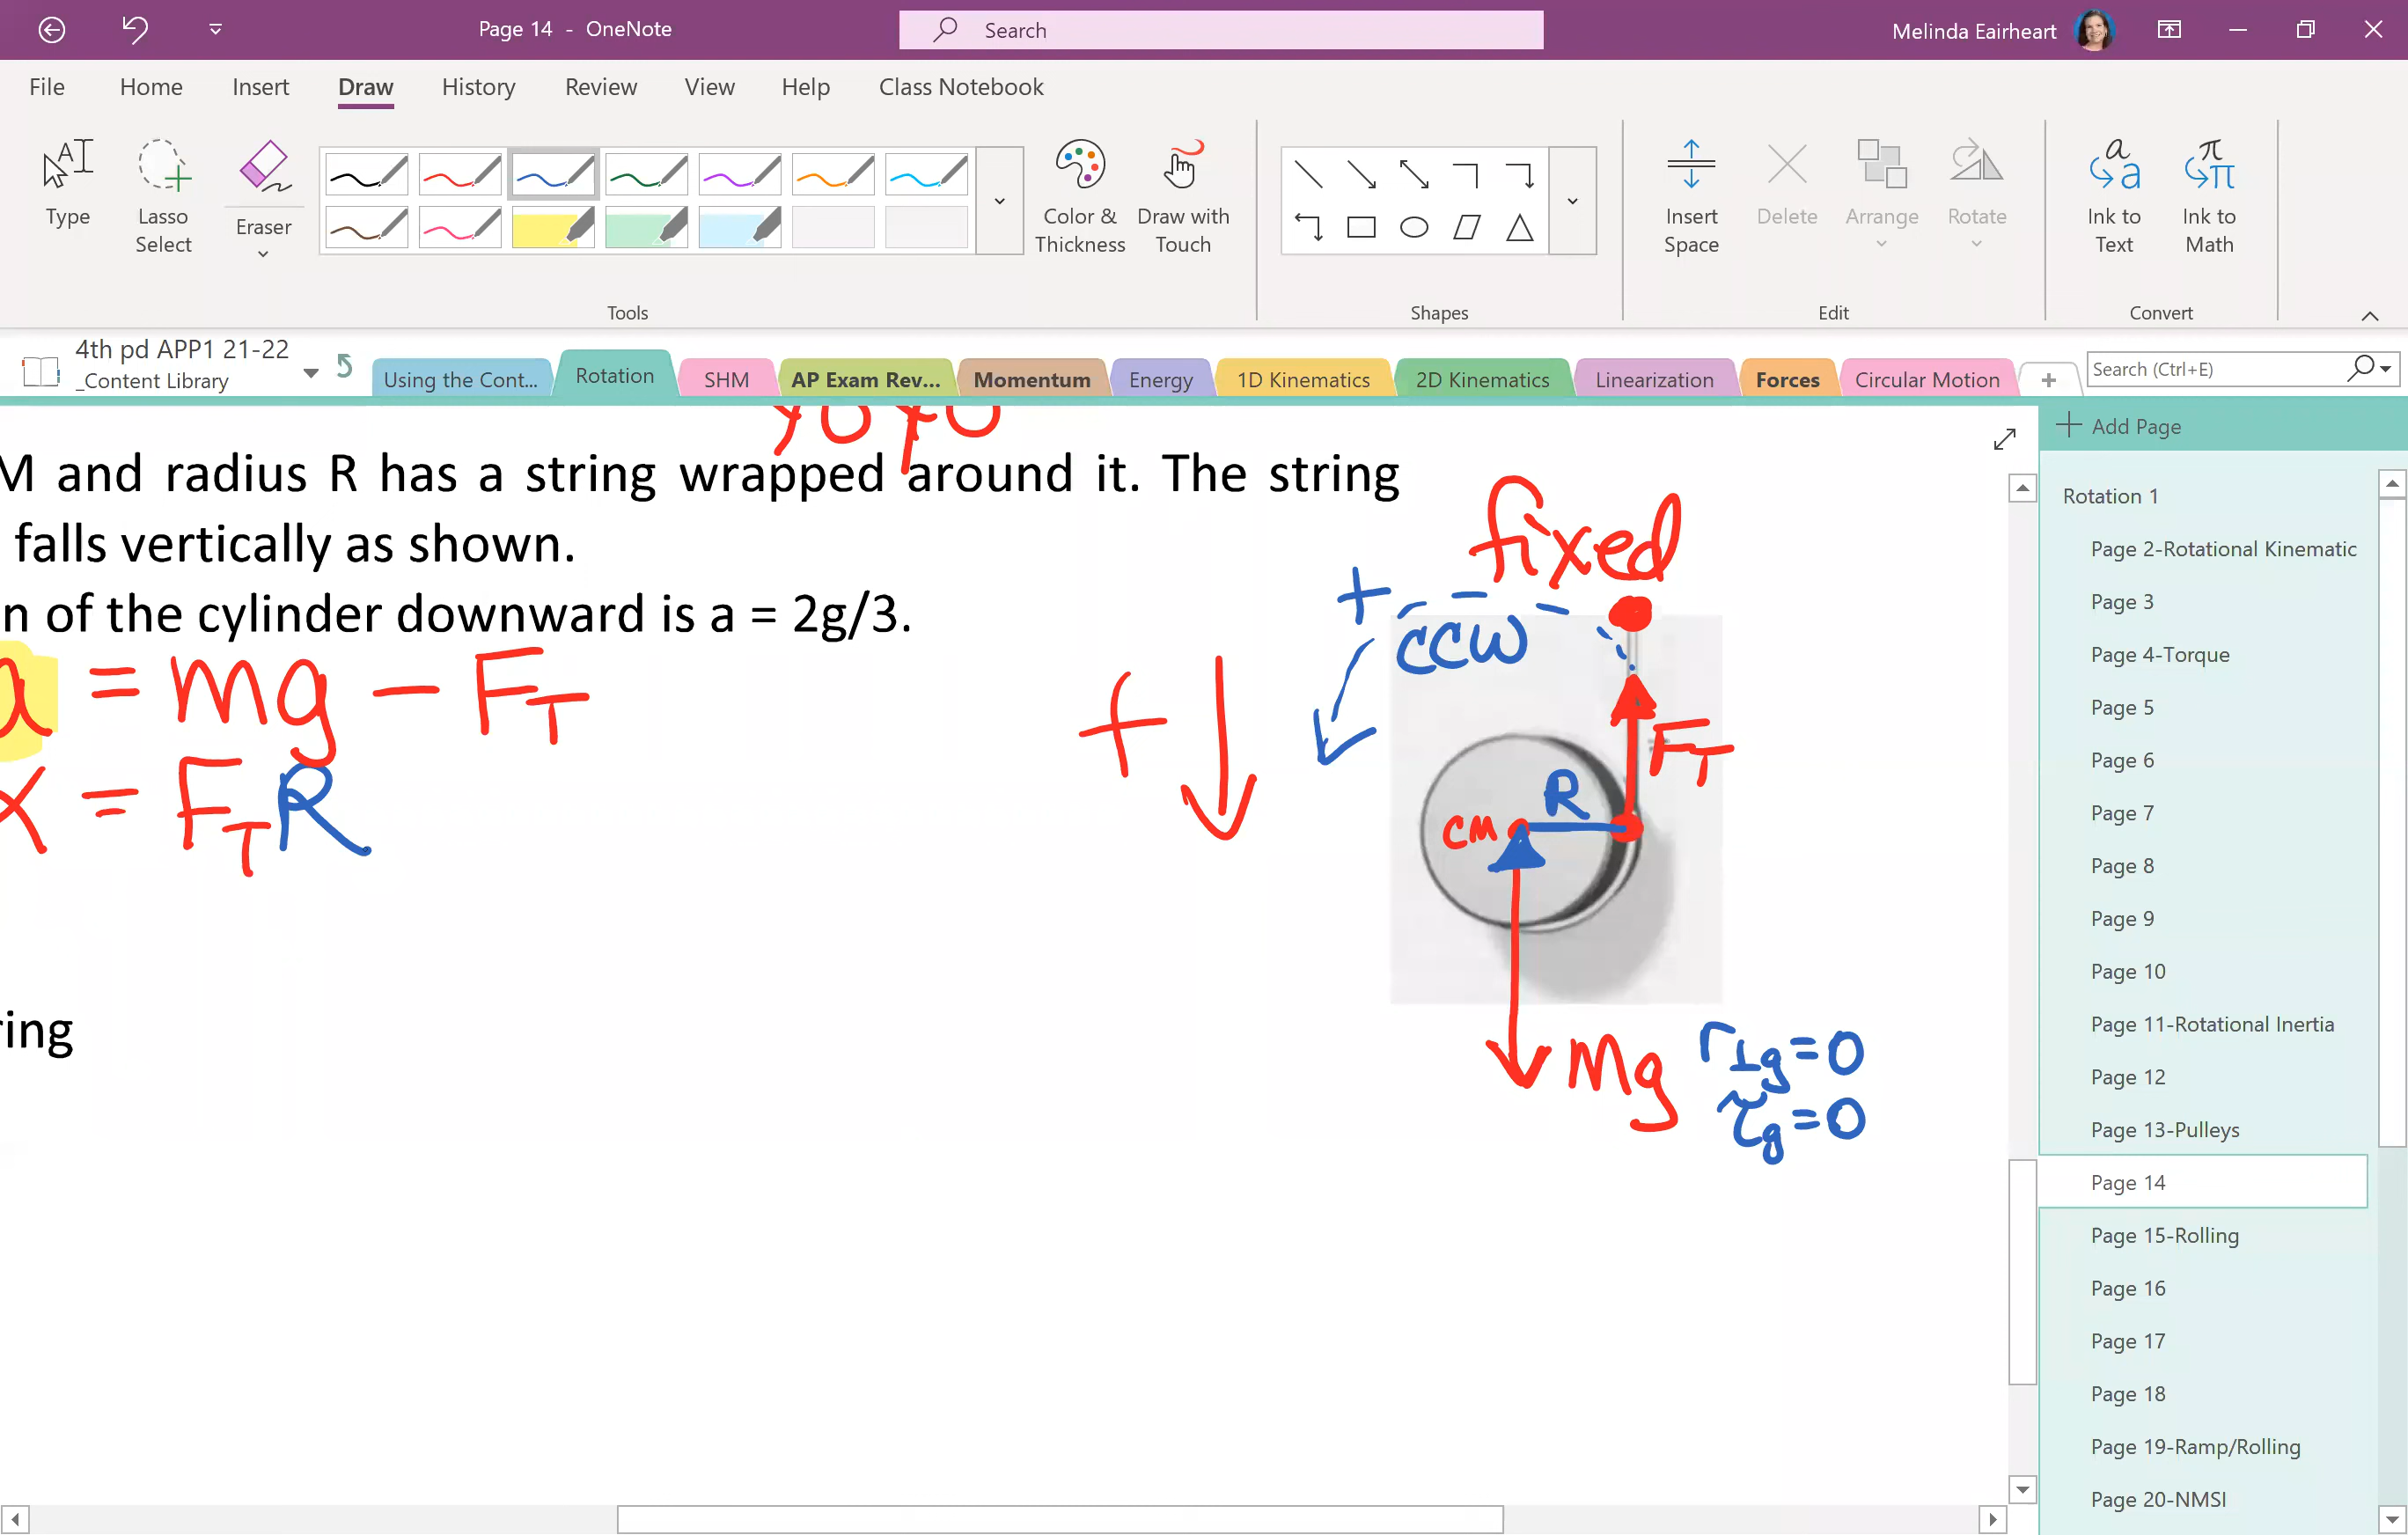 Page 14 - OneNote
Search
Melinda Eairheart
File Home Insert Draw History Review View Help Class Notebook
Type
Lasso Select
Eraser
Color & Thickness
Draw with Touch
Insert Space
Delete
Arrange
Rotate
Ink to Text
Ink to Math
Tools
Shapes
Edit
Convert
4th pd APP1 21-22
_Content Library
Using the Cont... Rotation SHM AP Exam Rev... Momentum Energy 1D Kinematics 2D Kinematics Linearization Forces Circular Motion +
Search (Ctrl+E)
yoyo
M and radius R has a string wrapped around it. The string
falls vertically as shown.
n of the cylinder downward is a = 2g/3.
a = mg - F_T
α = F_T R
ring
fixed
+ CCW
+
F_T
R
CM
Mg
r⊥g = 0
τg = 0
Add Page
Rotation 1
Page 2-Rotational Kinematic
Page 3
Page 4-Torque
Page 5
Page 6
Page 7
Page 8
Page 9
Page 10
Page 11-Rotational Inertia
Page 12
Page 13-Pulleys
Page 14
Page 15-Rolling
Page 16
Page 17
Page 18
Page 19-Ramp/Rolling
Page 20-NMSI